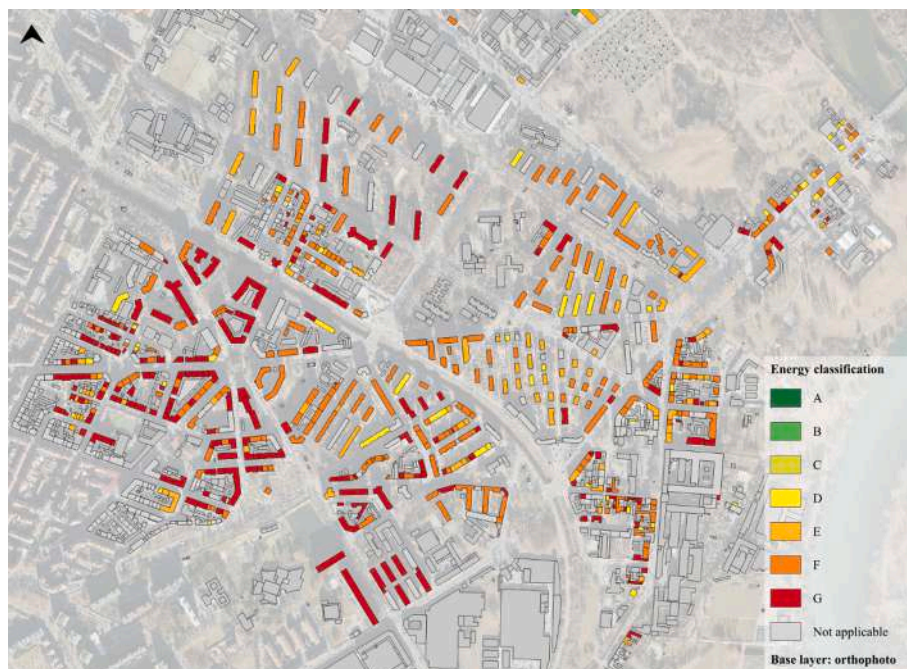 Energy classification
A
B
C
D
E
F
G
Not applicable
Base layer: orthophoto